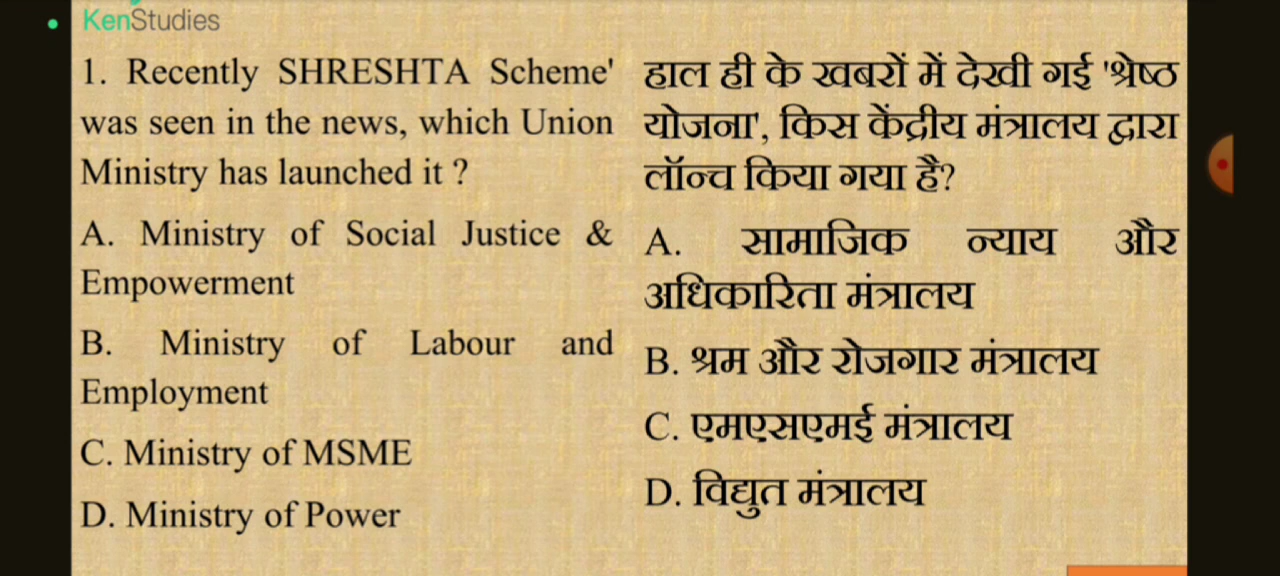 KenStudies
1. Recently SHRESHTA Scheme'
was seen in the news, which Union
Ministry has launched it ?
A. Ministry of Social Justice &
Empowerment
B. Ministry of Labour and
Employment
C. Ministry of MSME
D. Ministry of Power
हाल ही के खबरों में देखी गई 'श्रेष्ठ
योजना', किस केंद्रीय मंत्रालय द्वारा
लॉन्च किया गया है?
A. सामाजिक न्याय और
अधिकारिता मंत्रालय
B. श्रम और रोजगार मंत्रालय
C. एमएसएमई मंत्रालय
D. विद्युत मंत्रालय